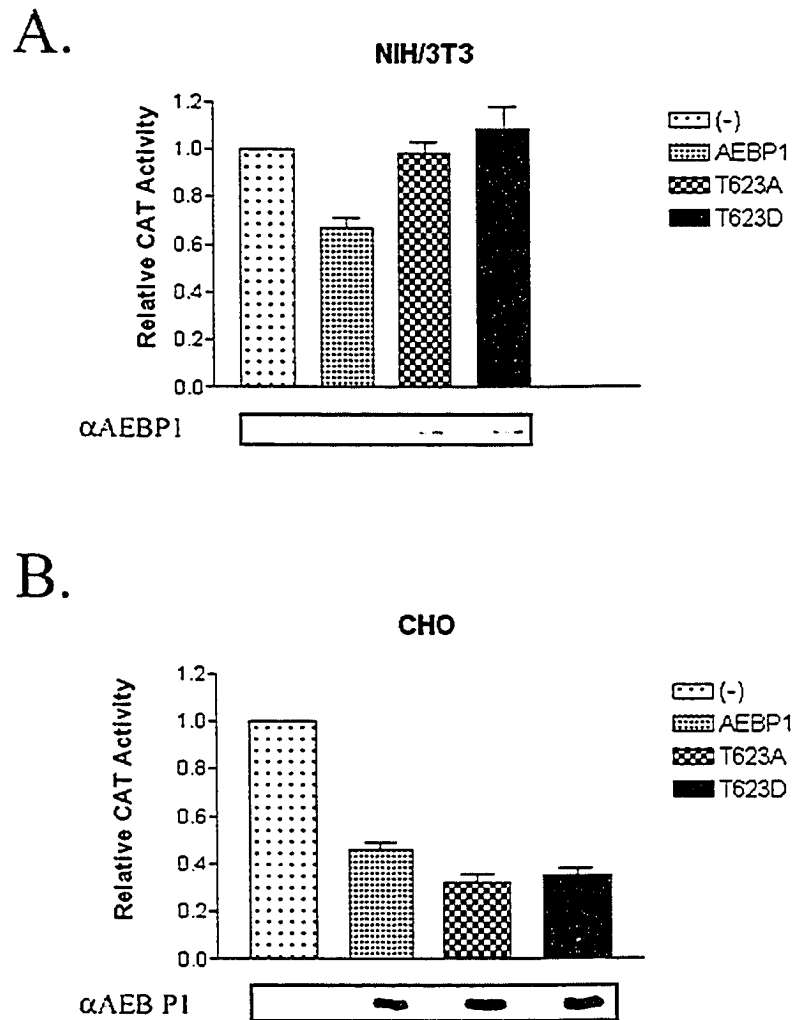 A.
NIH/3T3
Relative CAT Activity
1.2
1.0
0.8
0.6
0.4
0.2
0.0
(-)
AEBP1
T623A
T623D
αAEBP1
B.
CHO
Relative CAT Activity
1.2
1.0
0.8
0.6
0.4
0.2
0.0
(-)
AEBP1
T623A
T623D
αAEB P1